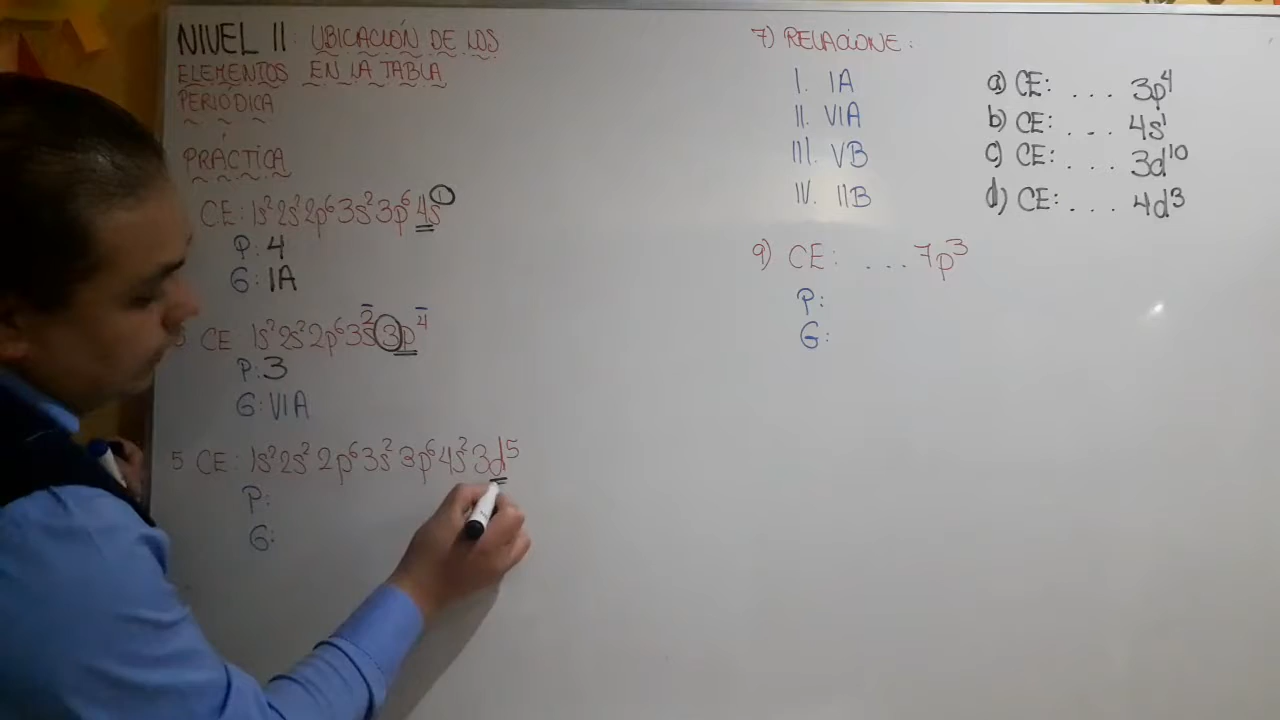 NIVEL II: UBICACIÓN DE LOS
ELEMENTOS EN LA TABLA
PERIÓDICA
PRÁCTICA
CE: 1s² 2s² 2p⁶ 3s² 3p⁶ 4s¹
P: 4
G: IA
CE 1s² 2s² 2p⁶ 3s² 3p⁴
P: 3
G: VIA
5 CE: 1s² 2s² 2p⁶ 3s² 3p⁶ 4s² 3d⁵
P:
G:
7) RELACIONE:
I. IA a) CE: ... 3p⁴
II. VIA b) CE: ... 4s¹
III. VB c) CE: ... 3d¹⁰
IV. IIB d) CE: ... 4d³
9) CE: ... 7p³
P:
G: